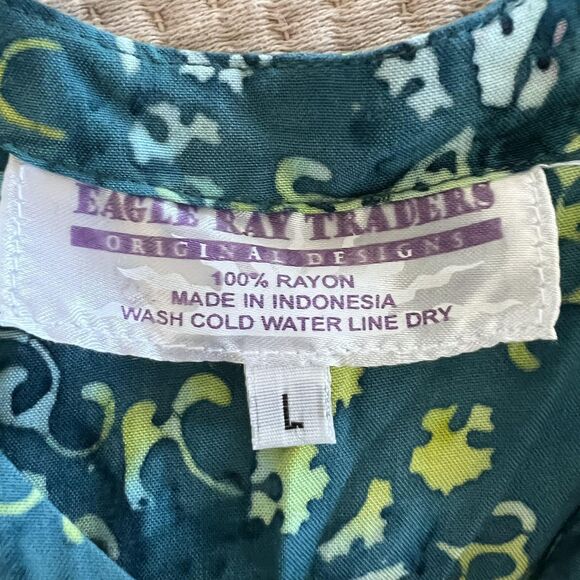 EAGLE RAY TRADERS
ORIGINAL DESIGNS
100% RAYON
MADE IN INDONESIA
WASH COLD WATER LINE DRY
L